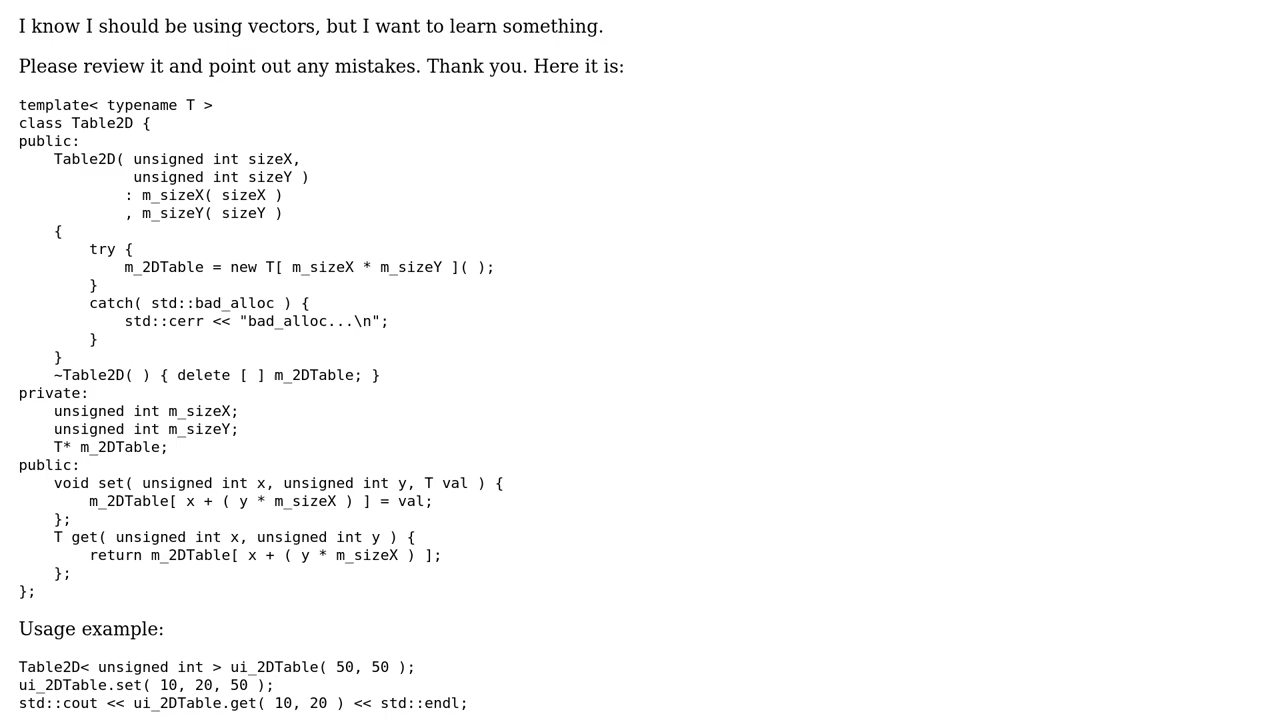 I know I should be using vectors, but I want to learn something.
Please review it and point out any mistakes. Thank you. Here it is:
template< typename T >
class Table2D {
public:
    Table2D( unsigned int sizeX,
             unsigned int sizeY )
            : m_sizeX( sizeX )
            , m_sizeY( sizeY )
    {
        try {
            m_2DTable = new T[ m_sizeX * m_sizeY ]( );
        }
        catch( std::bad_alloc ) {
            std::cerr << "bad_alloc...\n";
        }
    }
    ~Table2D( ) { delete [ ] m_2DTable; }
private:
    unsigned int m_sizeX;
    unsigned int m_sizeY;
    T* m_2DTable;
public:
    void set( unsigned int x, unsigned int y, T val ) {
        m_2DTable[ x + ( y * m_sizeX ) ] = val;
    };
    T get( unsigned int x, unsigned int y ) {
        return m_2DTable[ x + ( y * m_sizeX ) ];
    };
};
Usage example:
Table2D< unsigned int > ui_2DTable( 50, 50 );
ui_2DTable.set( 10, 20, 50 );
std::cout << ui_2DTable.get( 10, 20 ) << std::endl;